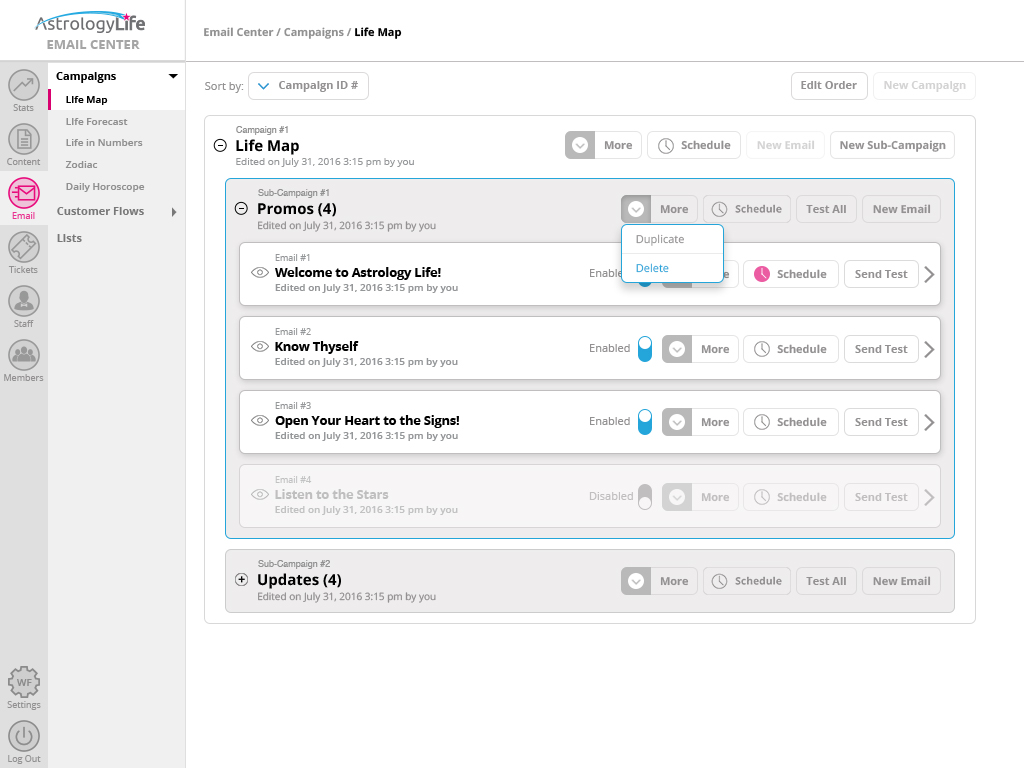 AstrologyLife
EMAIL CENTER
Stats
Content
Email
Tickets
Staff
Members
WF
Settings
Log Out
Campaigns
Life Map
Life Forecast
Life in Numbers
Zodiac
Daily Horoscope
Customer Flows
Lists
Email Center / Campaigns / Life Map
Sort by: Campaign ID # Edit Order New Campaign
Campaign #1
Life Map
Edited on July 31, 2016 3:15 pm by you
More Schedule New Email New Sub-Campaign
Sub-Campaign #1
Promos (4)
Edited on July 31, 2016 3:15 pm by you
More Schedule Test All New Email
Duplicate
Delete
Email #1
Welcome to Astrology Life!
Edited on July 31, 2016 3:15 pm by you
Schedule Send Test
Email #2
Know Thyself
Edited on July 31, 2016 3:15 pm by you
Enabled More Schedule Send Test
Email #3
Open Your Heart to the Signs!
Edited on July 31, 2016 3:15 pm by you
Enabled More Schedule Send Test
Email #4
Listen to the Stars
Edited on July 31, 2016 3:15 pm by you
Disabled More Schedule Send Test
Sub-Campaign #2
Updates (4)
Edited on July 31, 2016 3:15 pm by you
More Schedule Test All New Email